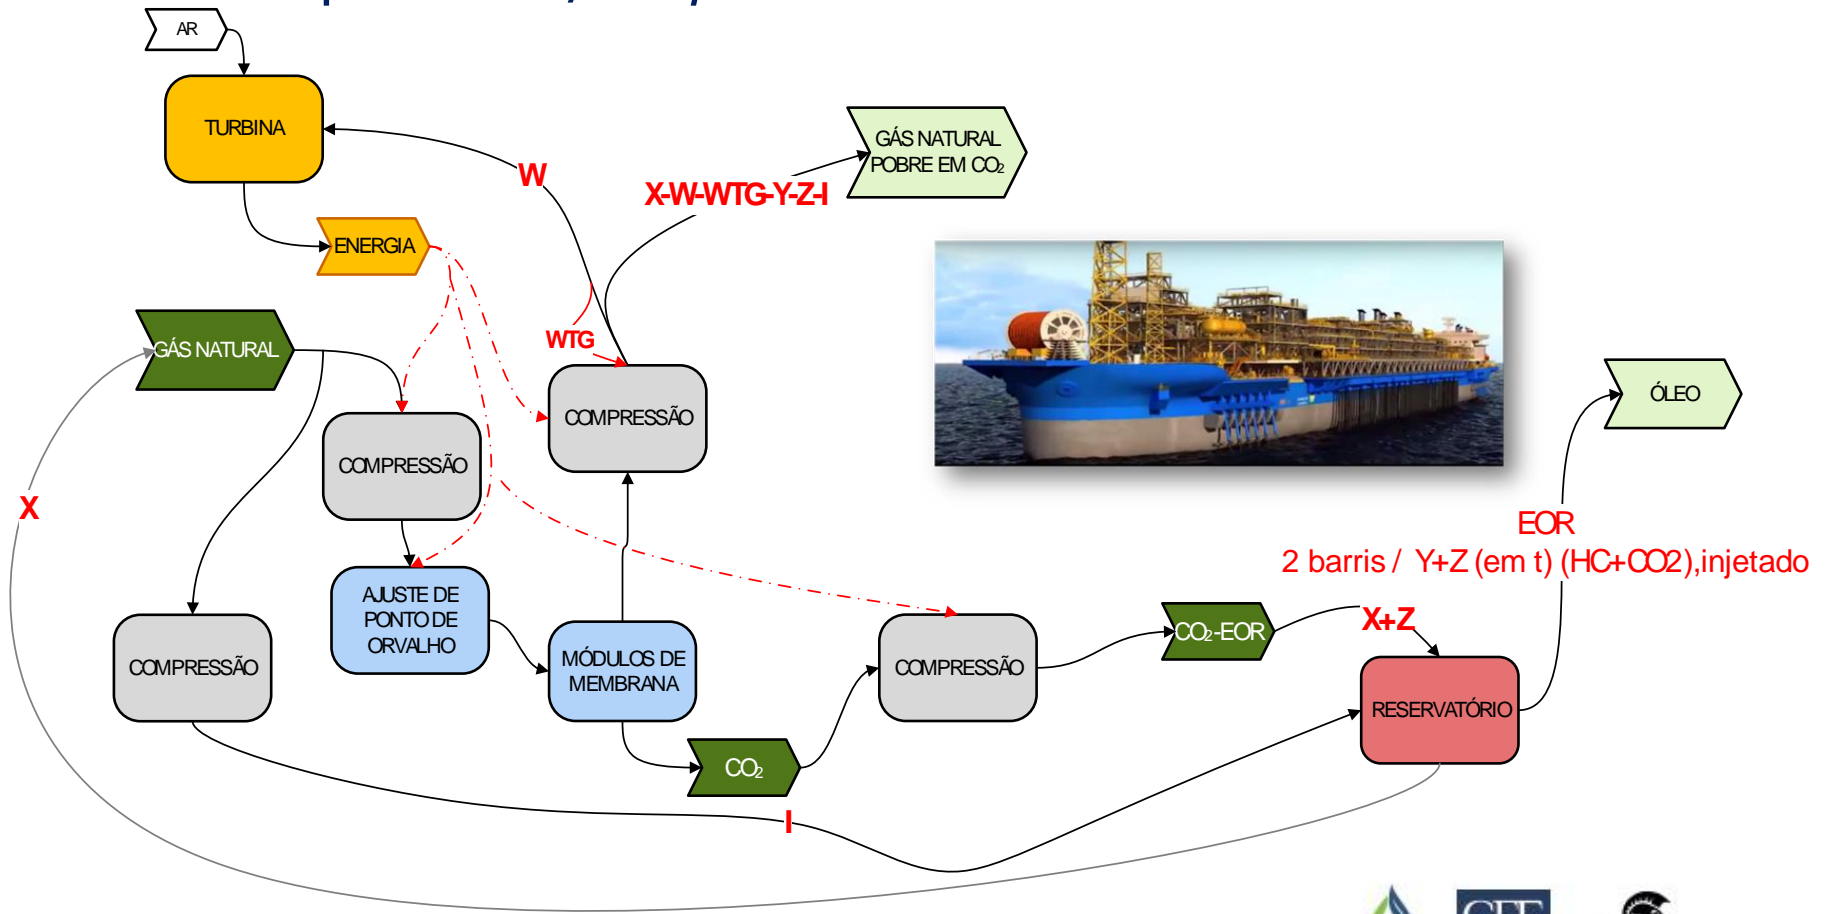 AR
TURBINA
W
GÁS NATURAL
POBRE EM CO₂
X-W-WTG-Y-Z-I
ENERGIA
GÁS NATURAL
WTG
COMPRESSÃO
ÓLEO
COMPRESSÃO
X
EOR
2 barris / Y+Z (em t) (HC+CO2),injetado
AJUSTE DE
PONTO DE
ORVALHO
CO₂-EOR
X+Z
COMPRESSÃO
MÓDULOS DE
MEMBRANA
COMPRESSÃO
RESERVATÓRIO
CO₂
I